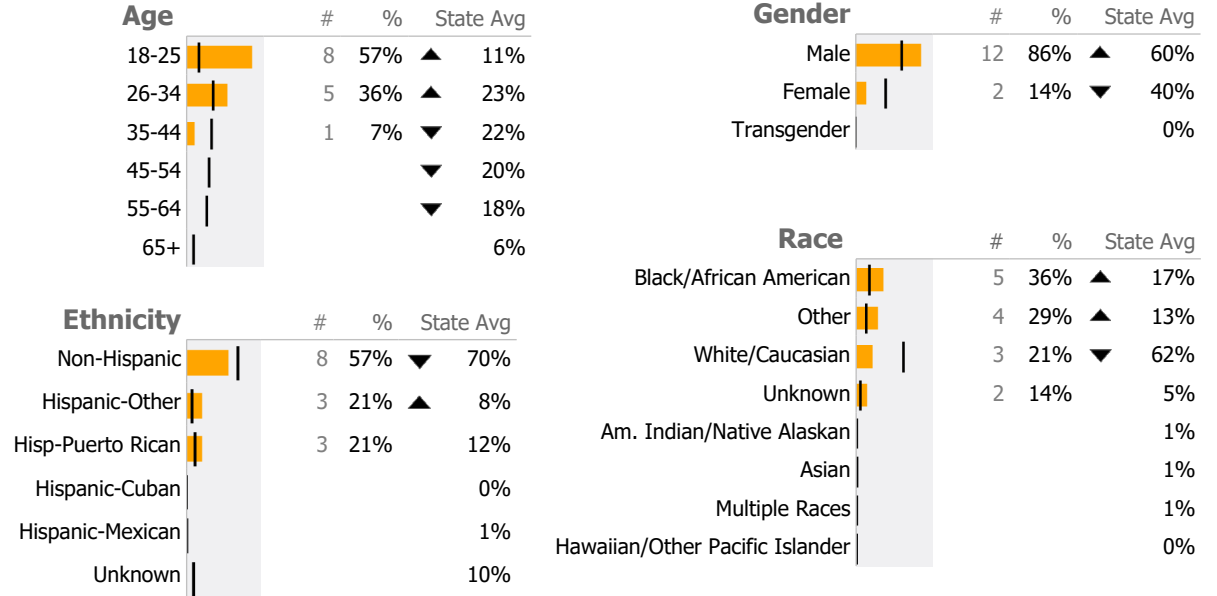 Age # % State Avg
18-25 8 57% ▲ 11%
26-34 5 36% ▲ 23%
35-44 1 7% ▼ 22%
45-54 ▼ 20%
55-64 ▼ 18%
65+ 6%
Ethnicity # % State Avg
Non-Hispanic 8 57% ▼ 70%
Hispanic-Other 3 21% ▲ 8%
Hisp-Puerto Rican 3 21% 12%
Hispanic-Cuban 0%
Hispanic-Mexican 1%
Unknown 10%
Gender # % State Avg
Male 12 86% ▲ 60%
Female 2 14% ▼ 40%
Transgender 0%
Race # % State Avg
Black/African American 5 36% ▲ 17%
Other 4 29% ▲ 13%
White/Caucasian 3 21% ▼ 62%
Unknown 2 14% 5%
Am. Indian/Native Alaskan 1%
Asian 1%
Multiple Races 1%
Hawaiian/Other Pacific Islander 0%